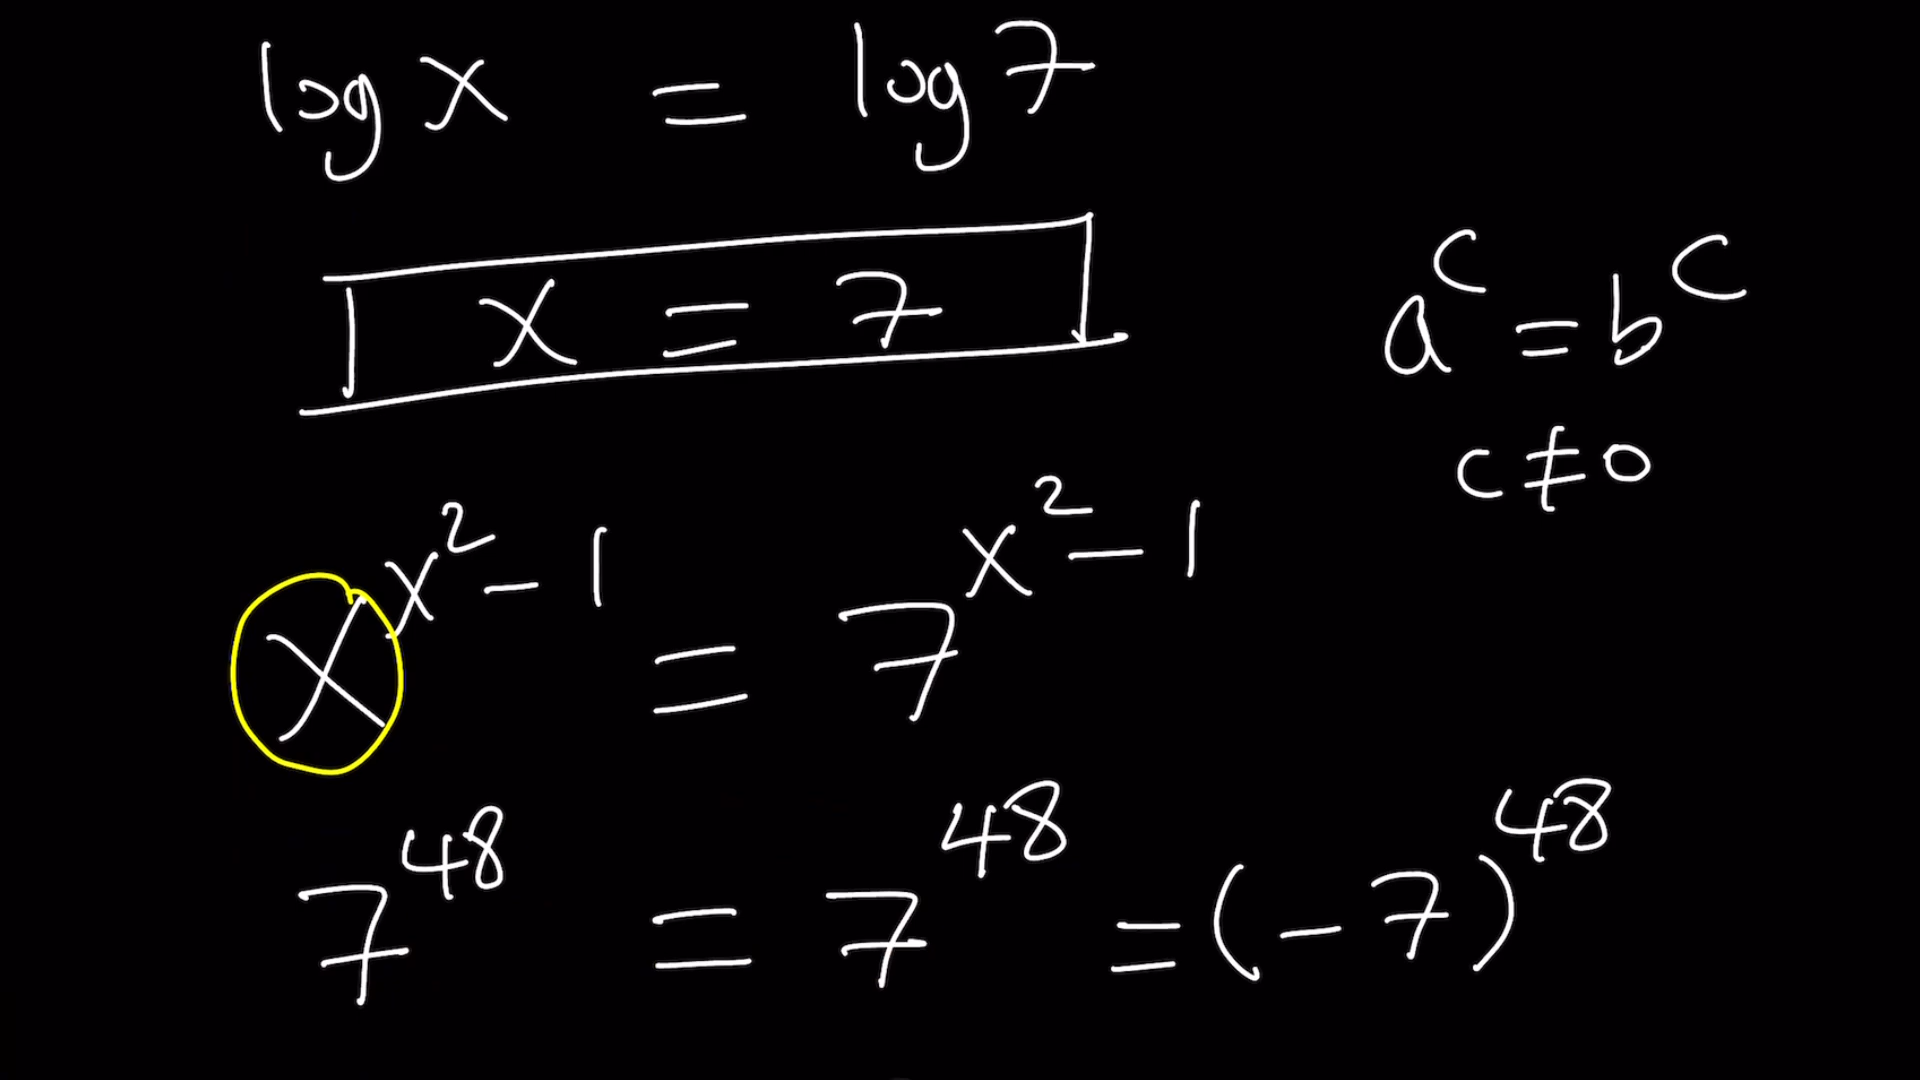 log x = log 7
x = 7
a^c = b^c
c ≠ 0
x^(x^2 - 1) = 7^(x^2 - 1)
7^48 = 7^48 = (-7)^48